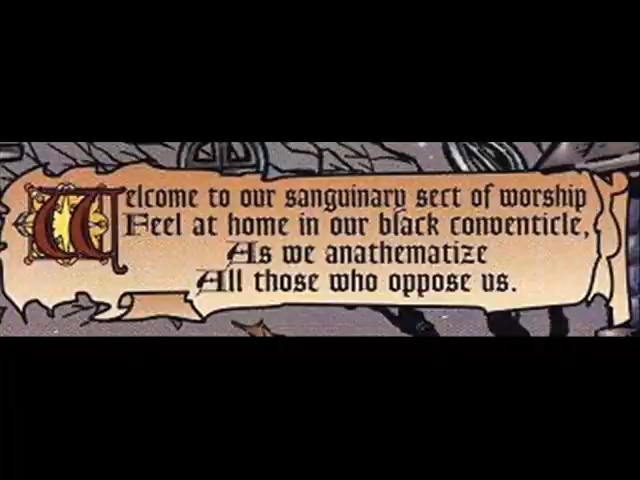 Welcome to our sanguinary sect of worship
Feel at home in our black conventicle,
As we anathematize
All those who oppose us.